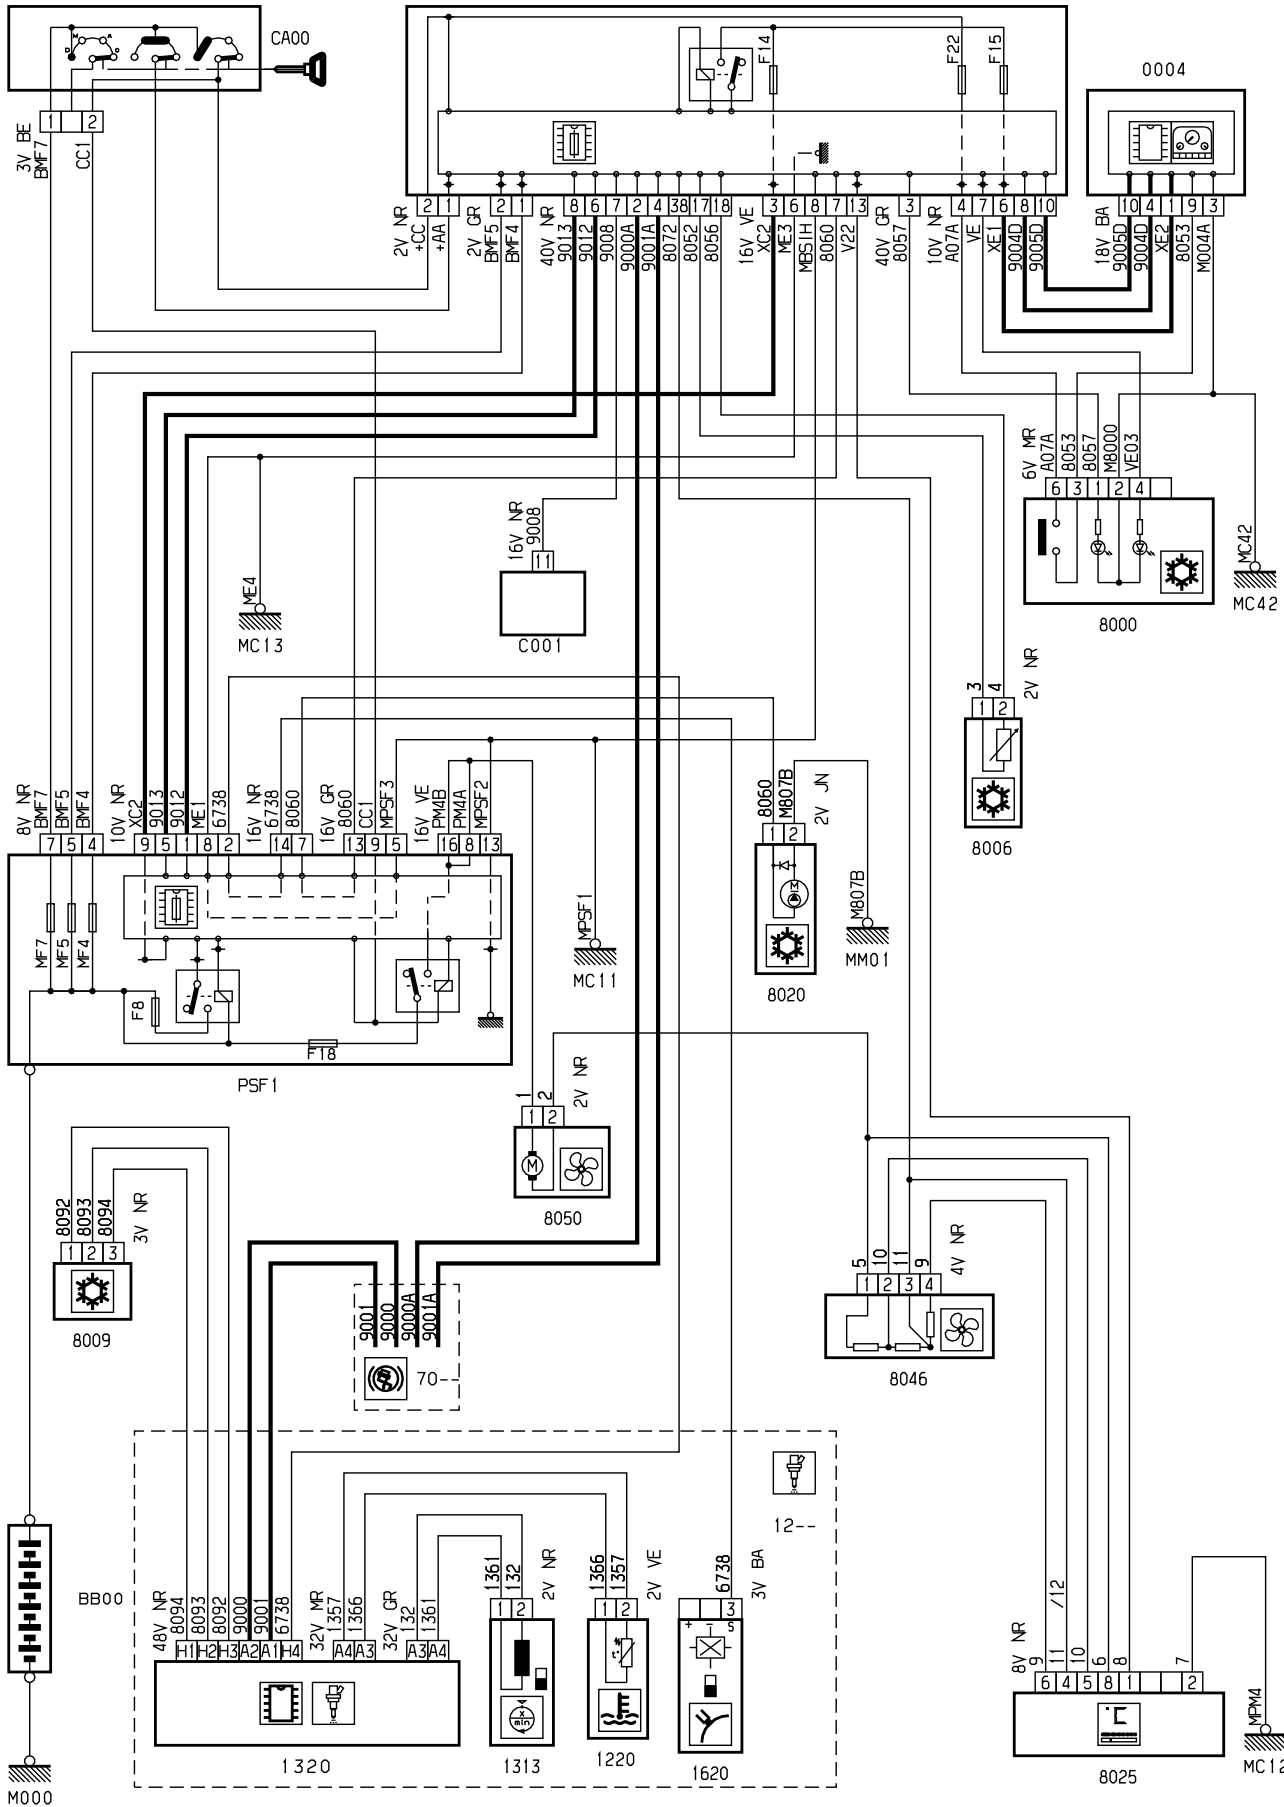 CA00
M A
D D
1 2
3V BE
BMF7
CC1
F14
F22
F15
0004
2 1
2V NR
+CC
+AA
2 1
2V GR
BMF5
BMF4
8 6 7 2 4 38 17 18
40V NR
9013
9012
9008
9000A
9001A
8072
8052
8056
3 6 8 7 13
16V VE
XC2
ME3
MBS1H
8060
V22
3
40V GR
8057
4 7 6 8 10
10V NR
A07A
VE
XE1
9004D
9005D
10 4 1 9 3
18V BA
9005D
9004D
XE2
8053
M004A
6V MR
A07A
8053
8057
M8000
VE03
6 3 1 2 4
8000
MC42
MC42
16V NR
9008
11
C001
ME4
MC13
3
4
2V NR
1 2
8006
8V NR
BMF7
BMF5
BMF4
7 5 4
10V NR
XC2
9013
9012
ME1
6738
9 5 1 8 2
16V NR
6738
8060
14 7
16V GR
8060
CC1
MPSF3
13 9 5
16V VE
PM4B
PM4A
MPSF2
16 8 13
MF7
MF5
MF4
F8
F18
PSF1
MPSF1
MC11
8060
M807B
2V JN
1 2
M
8020
M807B
MM01
1
2
2V NR
1 2
M
8050
8092
8093
8094
3V NR
1 2 3
8009
9001
9000
9000A
9001A
70--
5
10
11
9
4V NR
1 2 3 4
8046
12--
BB00
M000
48V NR
8094
8093
8092
9000
9001
6738
H1 H2 H3 A2 A1 H4
32V MR
1357
1366
A4 A3
32V GR
132
1361
A3 A4
1320
1361
132
2V NR
1 2
x
min
1313
1366
1357
2V VE
1 2
t°
1220
6738
3V BA
3
+ - S
1620
8V NR
9
11
/12
10
6
8
7
6 4 5 8 1 2
°C
8025
MPM4
MC12